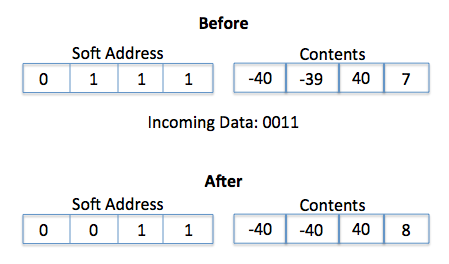 Before
Soft Address Contents
0 1 1 1 -40 -39 40 7
Incoming Data: 0011
After
Soft Address Contents
0 0 1 1 -40 -40 40 8